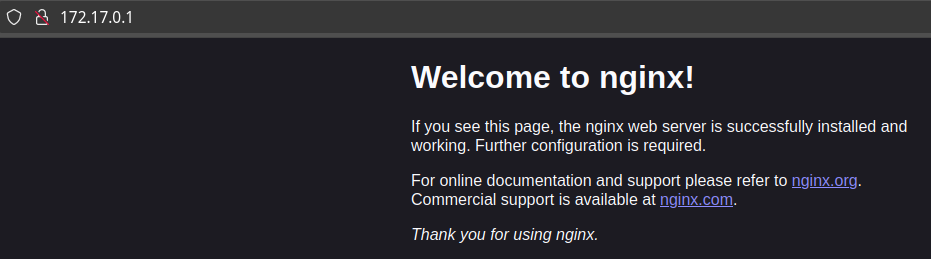 172.17.0.1
Welcome to nginx!
If you see this page, the nginx web server is successfully installed and
working. Further configuration is required.
For online documentation and support please refer to nginx.org.
Commercial support is available at nginx.com.
Thank you for using nginx.